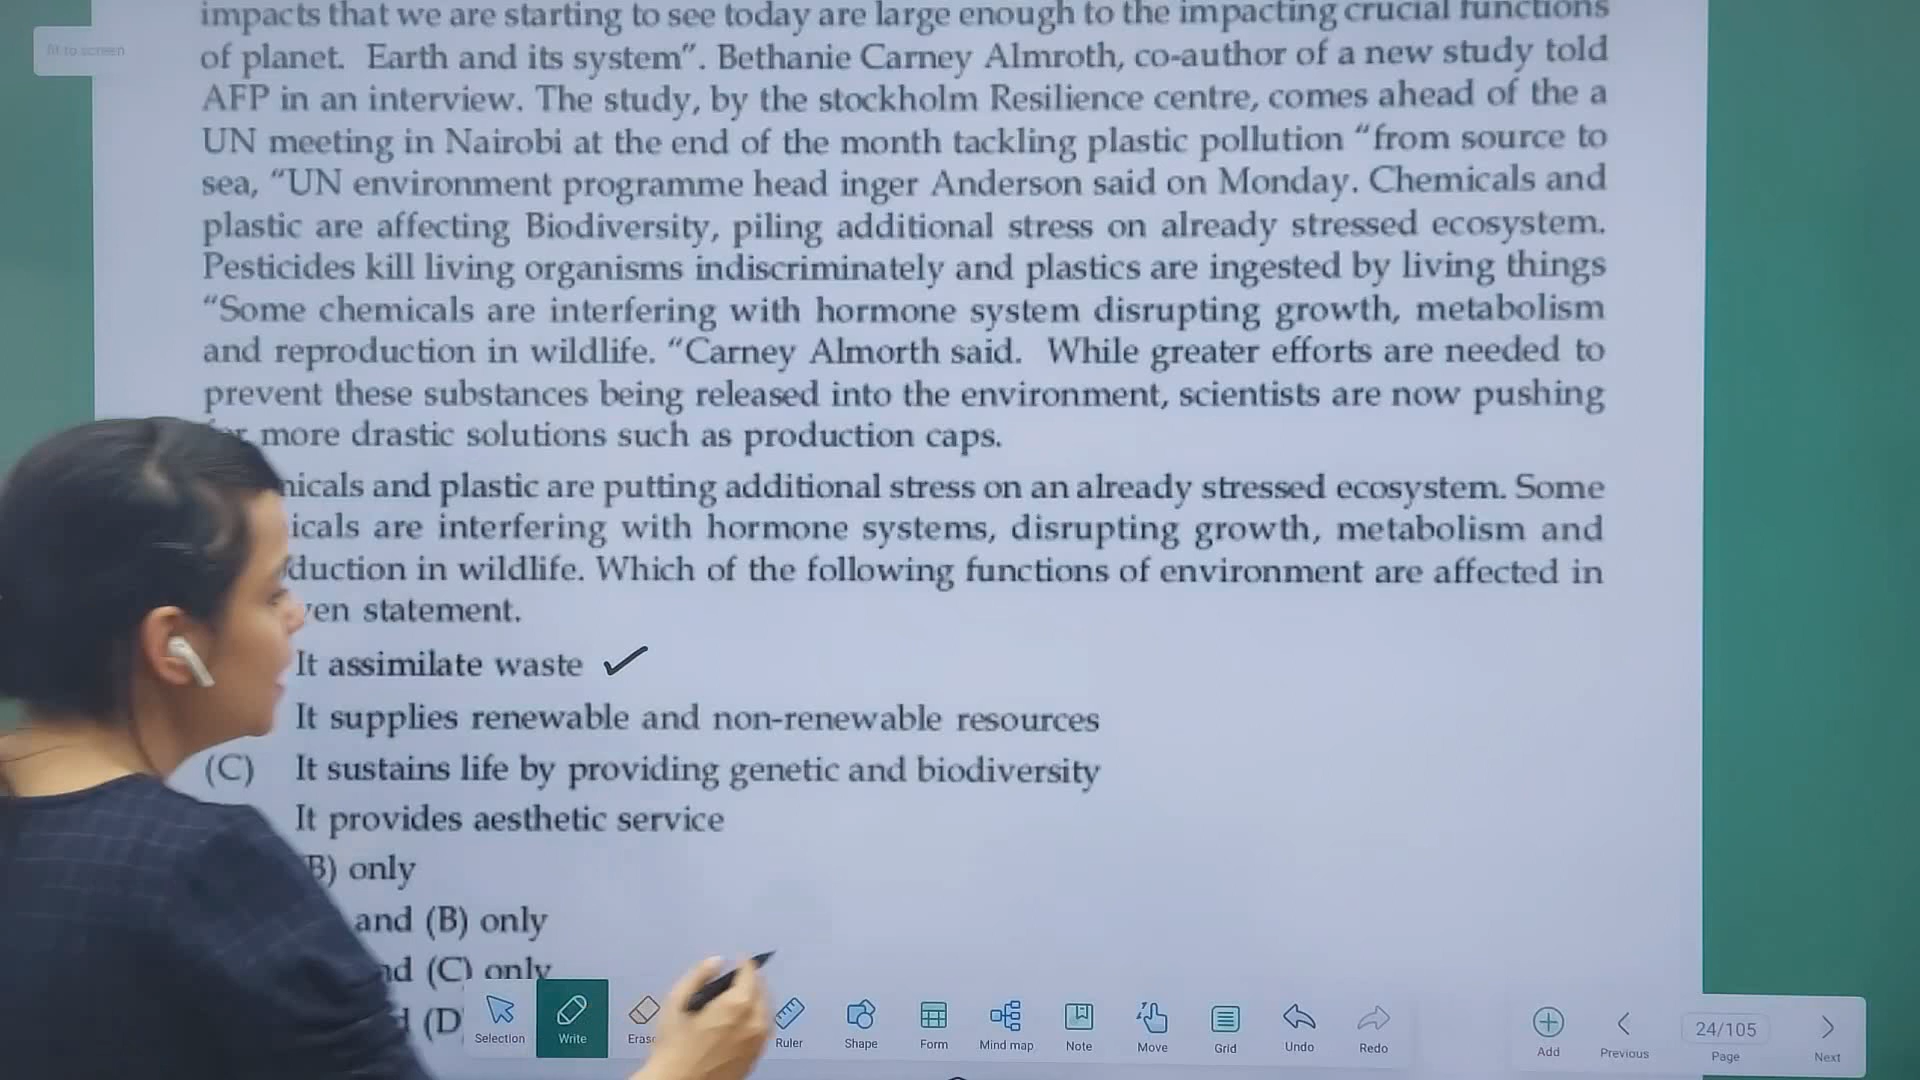 fit to screen
impacts that we are starting to see today are large enough to the impacting crucial functions
of planet. Earth and its system”. Bethanie Carney Almroth, co-author of a new study told
AFP in an interview. The study, by the stockholm Resilience centre, comes ahead of the a
UN meeting in Nairobi at the end of the month tackling plastic pollution “from source to
sea, “UN environment programme head inger Anderson said on Monday. Chemicals and
plastic are affecting Biodiversity, piling additional stress on already stressed ecosystem.
Pesticides kill living organisms indiscriminately and plastics are ingested by living things
“Some chemicals are interfering with hormone system disrupting growth, metabolism
and reproduction in wildlife. “Carney Almorth said. While greater efforts are needed to
prevent these substances being released into the environment, scientists are now pushing
more drastic solutions such as production caps.
and plastic are putting additional stress on an already stressed ecosystem. Some
are interfering with hormone systems, disrupting growth, metabolism and
in wildlife. Which of the following functions of environment are affected in
statement.
It assimilate waste
It supplies renewable and non-renewable resources
(C) It sustains life by providing genetic and biodiversity
It provides aesthetic service
B) only
and (B) only
(C) only
(D
Selection
Write
Ruler
Shape
Form
Mind map
Note
Move
Grid
Undo
Redo
Add
Previous
24/105
Page
Next